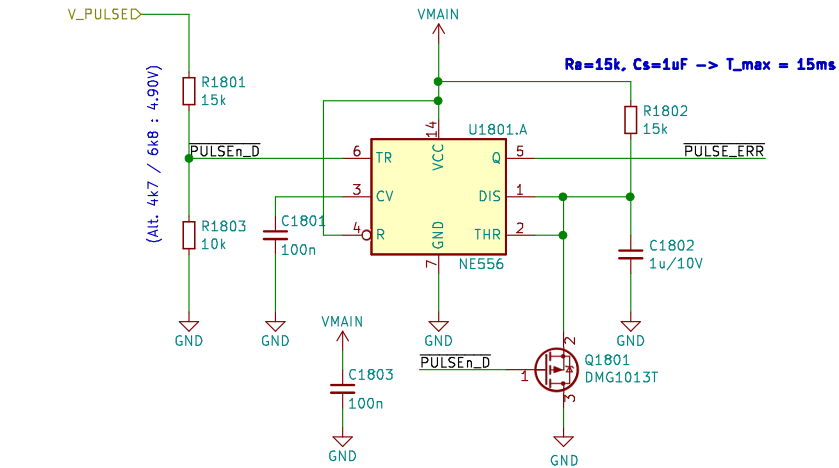 V_PULSE
VMAIN
Ra=15k, Cs=1uF -> T_max = 15ms
(Alt. 4k7 / 6k8 : 4.90V)
R1801
15k
R1802
15k
PULSEn_D
U1801.A
14
VCC
6
TR
Q
5
PULSE_ERR
3
CV
DIS
1
4
R
THR
2
GND
7
NE556
C1801
100n
R1803
10k
C1802
1u/10V
GND
GND
GND
GND
VMAIN
C1803
100n
GND
PULSEn_D
1
2
3
Q1801
DMG1013T
GND